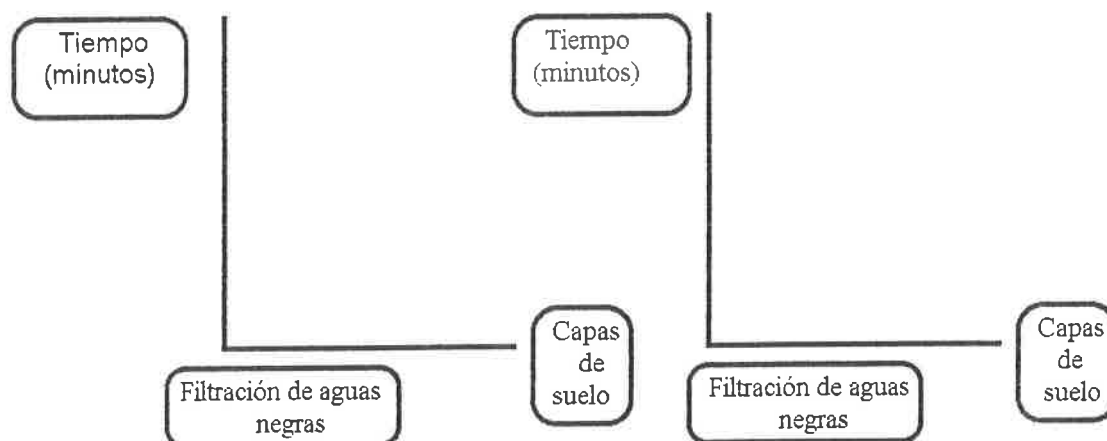 Tiempo
(minutos)
Tiempo
(minutos)
Capas
de
suelo
Capas
de
suelo
Filtración de aguas
negras
Filtración de aguas
negras